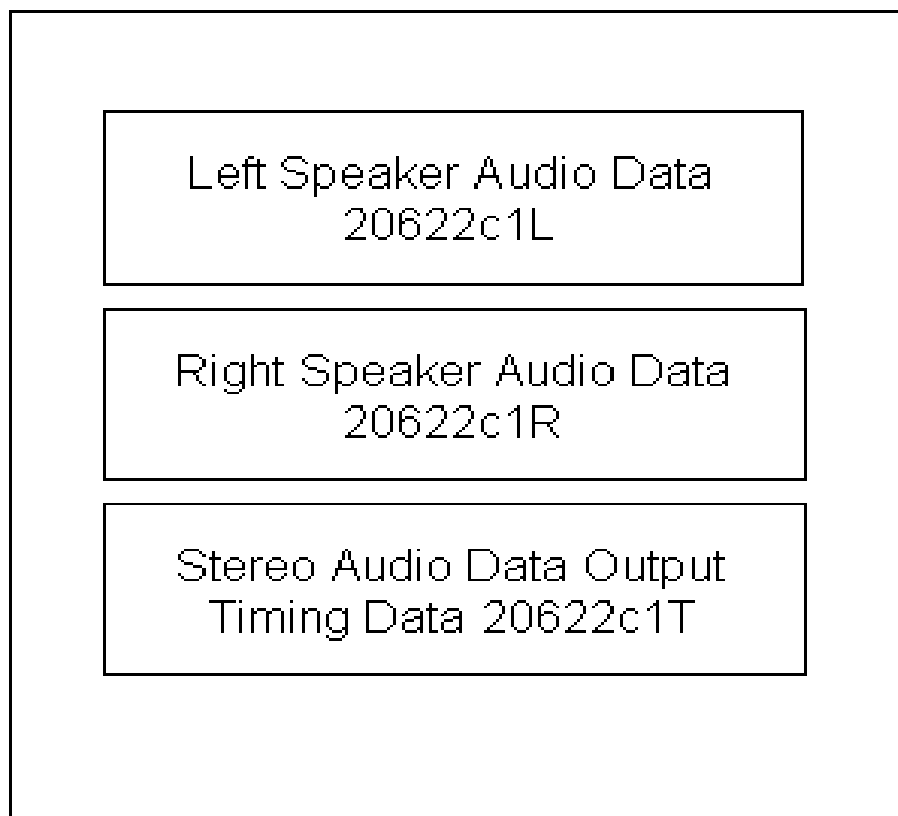 Left Speaker Audio Data
20622c1L
Right Speaker Audio Data
20622c1R
Stereo Audio Data Output
Timing Data 20622c1T